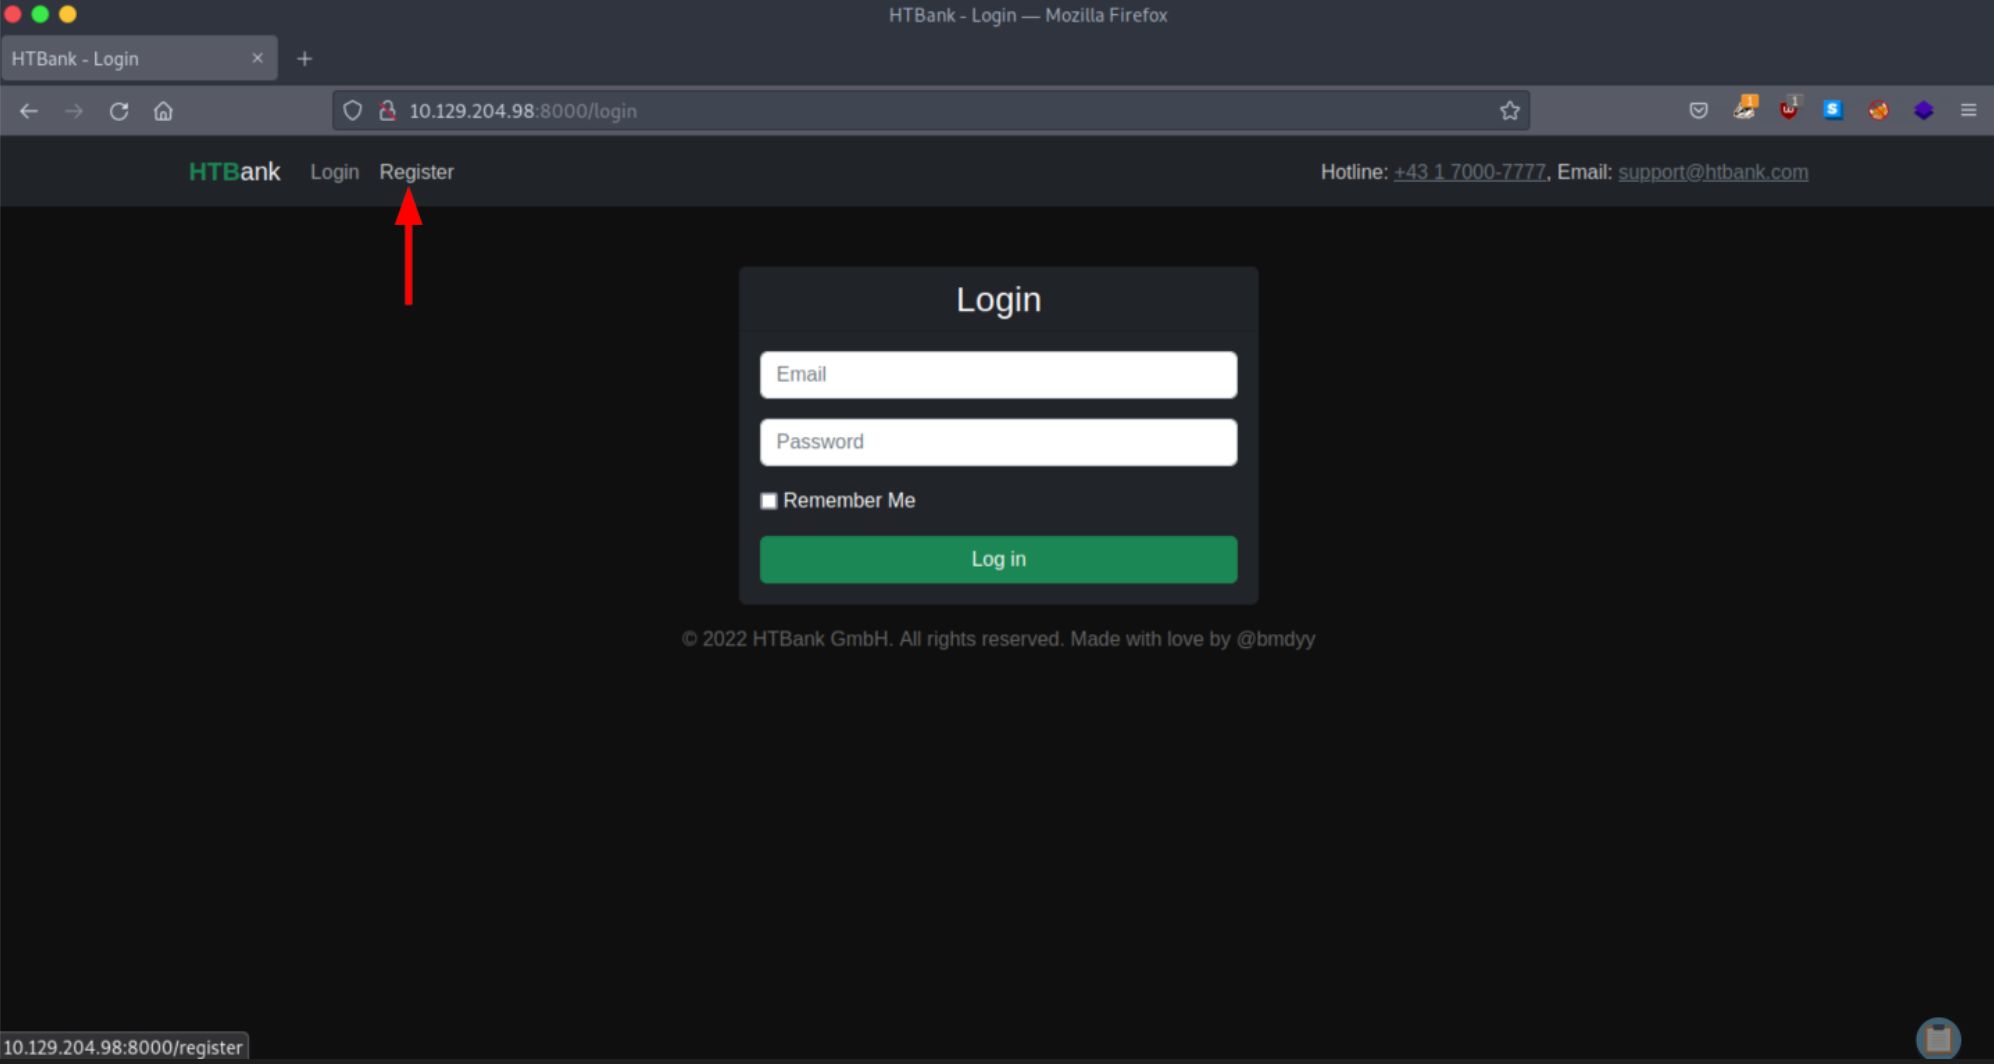 HTBank - Login — Mozilla Firefox
HTBank - Login
10.129.204.98:8000/login
1
1
S
HTBank Login Register Hotline: +43 1 7000-7777, Email: support@htbank.com
Login
Email
Password
Remember Me
Log in
© 2022 HTBank GmbH. All rights reserved. Made with love by @bmdyy
10.129.204.98:8000/register